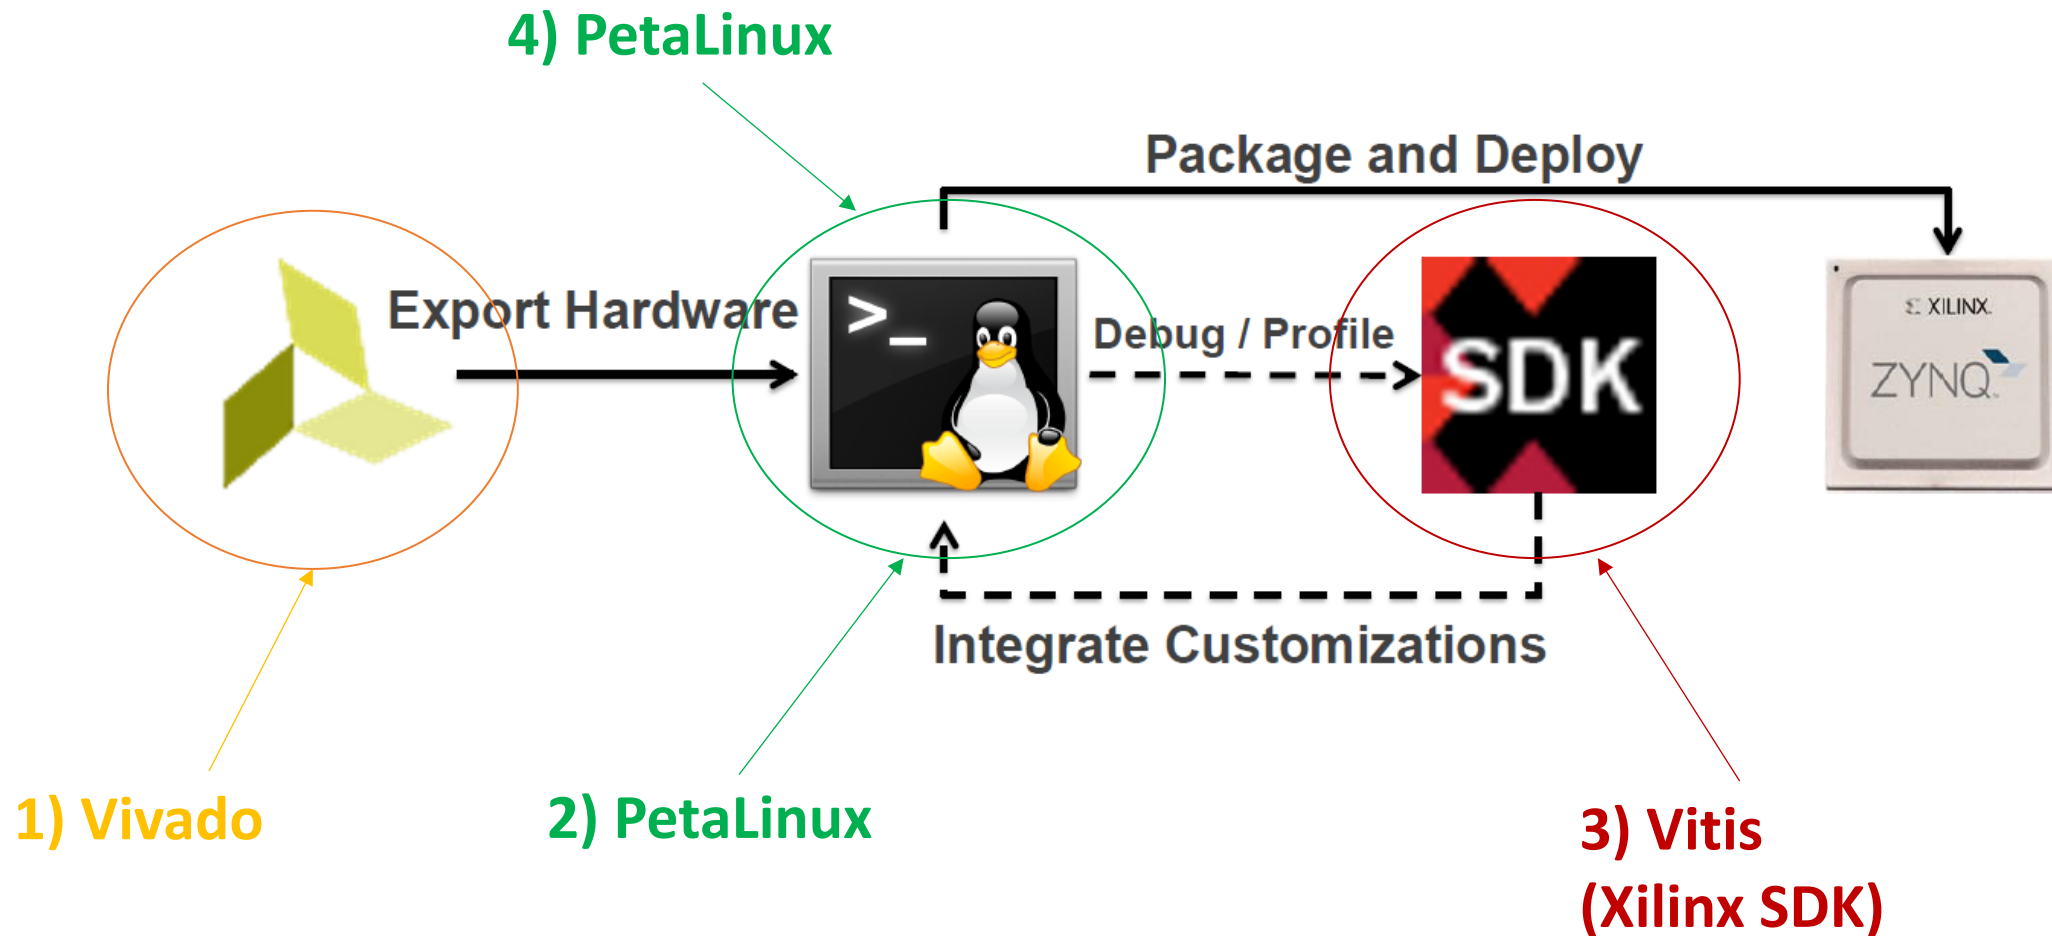 4) PetaLinux
Package and Deploy
Export Hardware
>_
Debug / Profile
SDK
XILINX
ZYNQ
Integrate Customizations
1) Vivado
2) PetaLinux
3) Vitis
(Xilinx SDK)